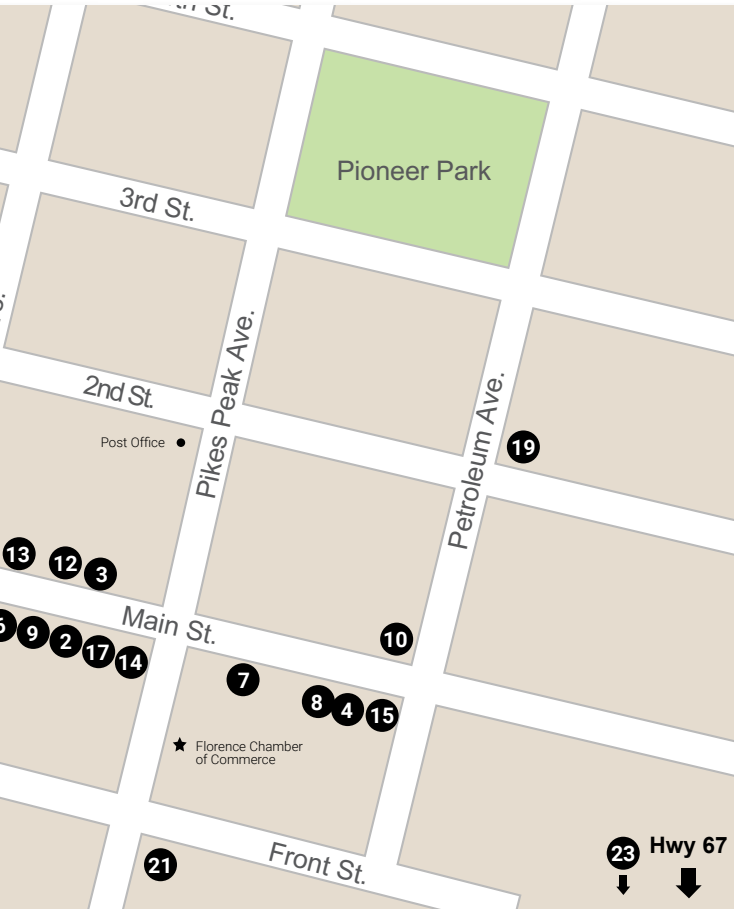 St.
Pioneer Park
3rd St.
Pikes Peak Ave.
2nd St.
Petroleum Ave.
Post Office
19
13
12
3
Main St.
9
2
17
14
10
7
8
4
15
Florence Chamber
of Commerce
Front St.
21
23
Hwy 67